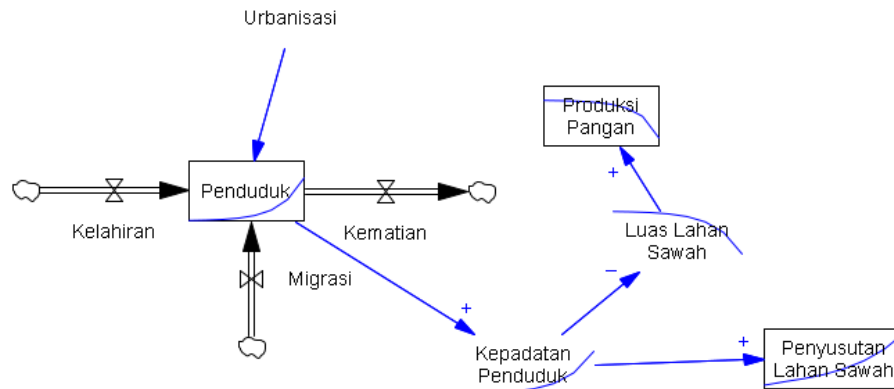 Urbanisasi
Produksi
Pangan
Penduduk
Kelahiran
Kematian
Luas Lahan
Sawah
+
Migrasi
−
+
+
Kepadatan
Penduduk
Penyusutan
Lahan Sawah